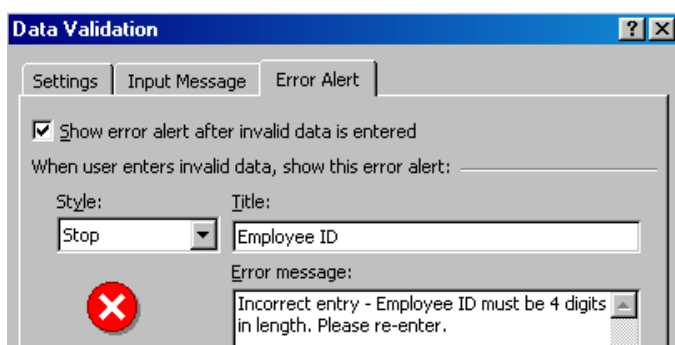 Data Validation
Settings Input Message Error Alert
Show error alert after invalid data is entered
When user enters invalid data, show this error alert:
Style: Title:
Stop Employee ID
Error message:
Incorrect entry - Employee ID must be 4 digits
in length. Please re-enter.